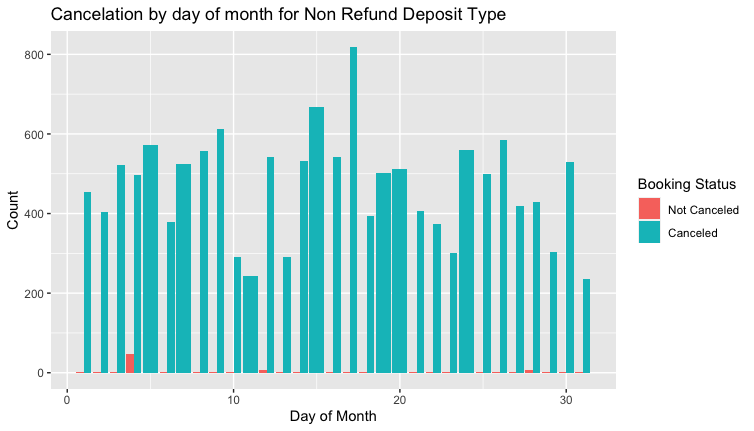 Cancelation by day of month for Non Refund Deposit Type
800
600
400
200
0
Count
0 10 20 30
Day of Month
Booking Status
Not Canceled
Canceled